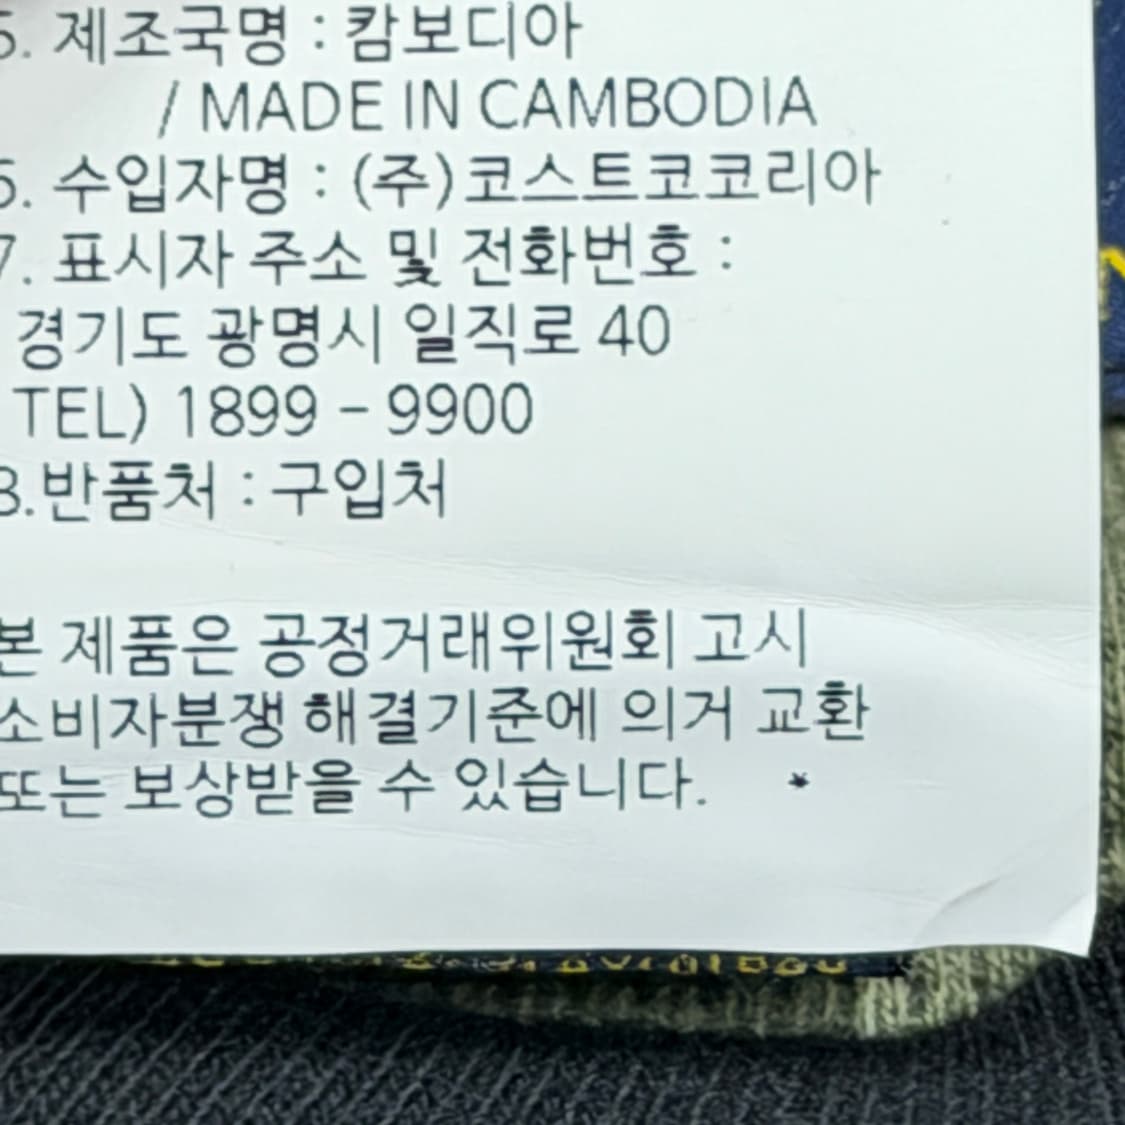 5. 제조국명 : 캄보디아
/ MADE IN CAMBODIA
6. 수입자명 : (주)코스트코코리아
7. 표시자 주소 및 전화번호 :
경기도 광명시 일직로 40
TEL) 1899 - 9900
8.반품처 : 구입처
본 제품은 공정거래위원회 고시
소비자분쟁 해결기준에 의거 교환
또는 보상받을 수 있습니다. *